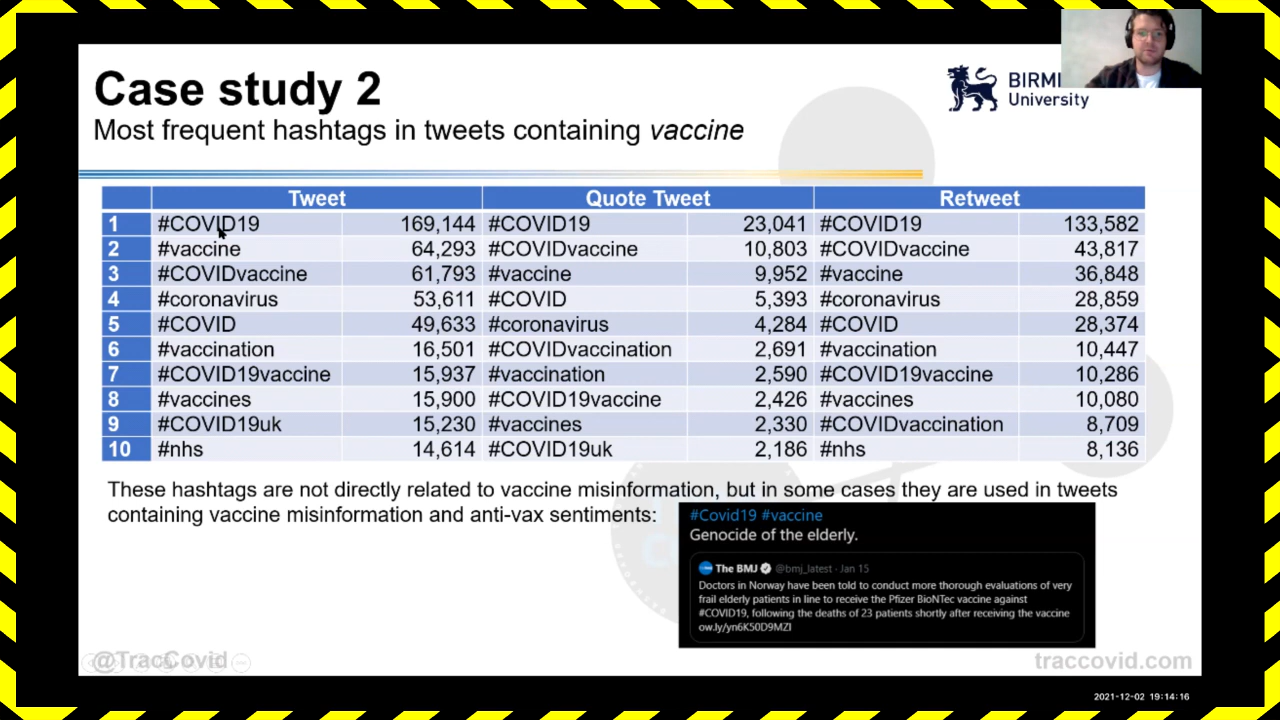 Case study 2
Most frequent hashtags in tweets containing vaccine
University
Tweet Quote Tweet Retweet
1 #COVID19 169,144 #COVID19 23,041 #COVID19 133,582
2 #vaccine 64,293 #COVIDvaccine 10,803 #COVIDvaccine 43,817
3 #COVIDvaccine 61,793 #vaccine 9,952 #vaccine 36,848
4 #coronavirus 53,611 #COVID 5,393 #coronavirus 28,859
5 #COVID 49,633 #coronavirus 4,284 #COVID 28,374
6 #vaccination 16,501 #COVIDvaccination 2,691 #vaccination 10,447
7 #COVID19vaccine 15,937 #vaccination 2,590 #COVID19vaccine 10,286
8 #vaccines 15,900 #COVID19vaccine 2,426 #vaccines 10,080
9 #COVID19uk 15,230 #vaccines 2,330 #COVIDvaccination 8,709
10 #nhs 14,614 #COVID19uk 2,186 #nhs 8,136
These hashtags are not directly related to vaccine misinformation, but in some cases they are used in tweets
containing vaccine misinformation and anti-vax sentiments:
#Covid19 #vaccine
Genocide of the elderly.
The BMJ @bmj_latest · Jan 15
Doctors in Norway have been told to conduct more thorough evaluations of very
frail elderly patients in line to receive the Pfizer BioNTec vaccine against
#COVID19, following the deaths of 23 patients shortly after receiving the vaccine
ow.ly/yn6K50D9MZI
@TracCovid
traccovid.com
2021-12-02 19:14:16